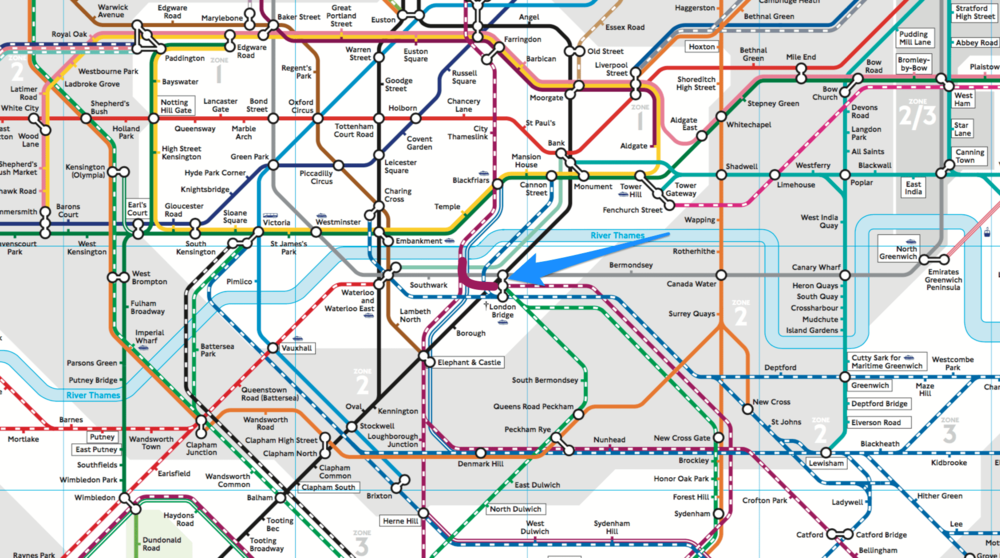 Warwick
Avenue
Edgware
Road
Marylebone
Baker Street
Great
Portland
Street
Euston
Angel
Essex Road
Haggerston
Cambridge Heath
Bethnal Green
Stratford
High Street
Royal Oak
Edgware
Road
Paddington
Warren
Street
Euston
Square
Farringdon
Old Street
Hoxton
Pudding
Mill Lane
Abbey Road
ZONE
2
Westbourne Park
Ladbroke Grove
Latimer
Road
White City
Wood
Lane
Shepherd's
Bush
Bayswater
ZONE
1
Notting
Hill Gate
Lancaster
Gate
Bond
Street
Regent's
Park
Oxford
Circus
Goodge
Street
Russell
Square
Barbican
Liverpool
Street
Moorgate
Bethnal
Green
Shoreditch
High Street
Mile End
Bow
Road
Bromley-
by-Bow
Plaistow
Bow
Church
West
Ham
Holborn
Chancery
Lane
ZONE
1
Stepney Green
Devons
Road
2/3
Star
Lane
Holland
Park
Queensway
Marble
Arch
Tottenham
Court Road
Covent
Garden
City
Thameslink
St Paul's
Aldgate
East
Whitechapel
Langdon
Park
All Saints
High Street
Kensington
Green Park
Leicester
Square
Mansion
House
Bank
Aldgate
Canning
Town
Shepherd's
Bush Market
Kensington
(Olympia)
Hyde Park Corner
Piccadilly
Circus
Knightsbridge
Charing
Cross
Blackfriars
Cannon
Street
Monument
Tower
Hill
Tower
Gateway
Fenchurch Street
Shadwell
Limehouse
Westferry
Poplar
Blackwall
East
India
Barons
Court
Earl's
Court
Gloucester
Road
Sloane
Square
Victoria
Westminster
Temple
Wapping
West India
Quay
West
Kensington
South
Kensington
St James's
Park
Embankment
River Thames
Rotherhithe
North
Greenwich
Bermondsey
Canary Wharf
Emirates
Greenwich
Peninsula
West
Brompton
Pimlico
Southwark
Canada Water
Heron Quays
South Quay
Crossharbour
Mudchute
Island Gardens
Waterloo
and
Waterloo East
London
Bridge
Fulham
Broadway
Lambeth
North
Borough
Surrey Quays
ZONE
2
Imperial
Wharf
Battersea
Park
Vauxhall
Elephant & Castle
Cutty Sark for
Maritime Greenwich
Westcombe
Park
Parsons Green
Putney Bridge
River Thames
Queenstown
Road (Battersea)
ZONE
2
Oval
Kennington
South Bermondsey
Deptford
Greenwich
Maze
Hill
Barnes
Wandsworth
Road
Stockwell
Queens Road Peckham
New Cross
Deptford Bridge
Elverson Road
Mortlake
Putney
East Putney
Wandsworth
Town
Clapham
Junction
Clapham High Street
Clapham North
Loughborough
Junction
Peckham Rye
Nunhead
New Cross Gate
St Johns
ZONE
2
ZONE
3
Blackheath
Southfields
Earlsfield
Clapham
Common
Denmark Hill
Brockley
Lewisham
Kidbrooke
Wimbledon Park
Wandsworth
Common
Clapham South
Brixton
East Dulwich
Honor Oak Park
Wimbledon
Balham
Forest Hill
Crofton Park
Ladywell
Hither Green
Haydons
Road
Tooting
Bec
Herne Hill
North Dulwich
Sydenham
Dundonald
Road
Tooting
Broadway
ZONE
3
West
Dulwich
Sydenham
Hill
Catford
Catford Bridge
Lee
Raynes Park
Bellingham